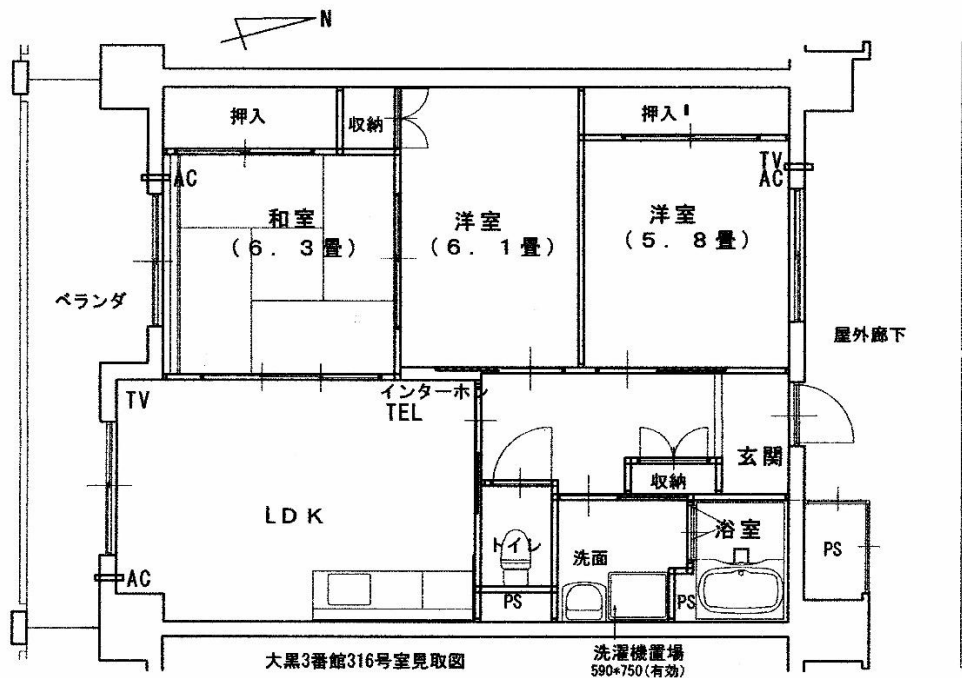 N
押入
収納
押入
AC
TV
AC
和室
(6.3畳)
洋室
(6.1畳)
洋室
(5.8畳)
ベランダ
屋外廊下
TV
インターホン
TEL
玄関
収納
LDK
トイレ
洗面
浴室
PS
AC
PS
PS
大黒3番館316号室見取図
洗濯機置場
590*750(有効)